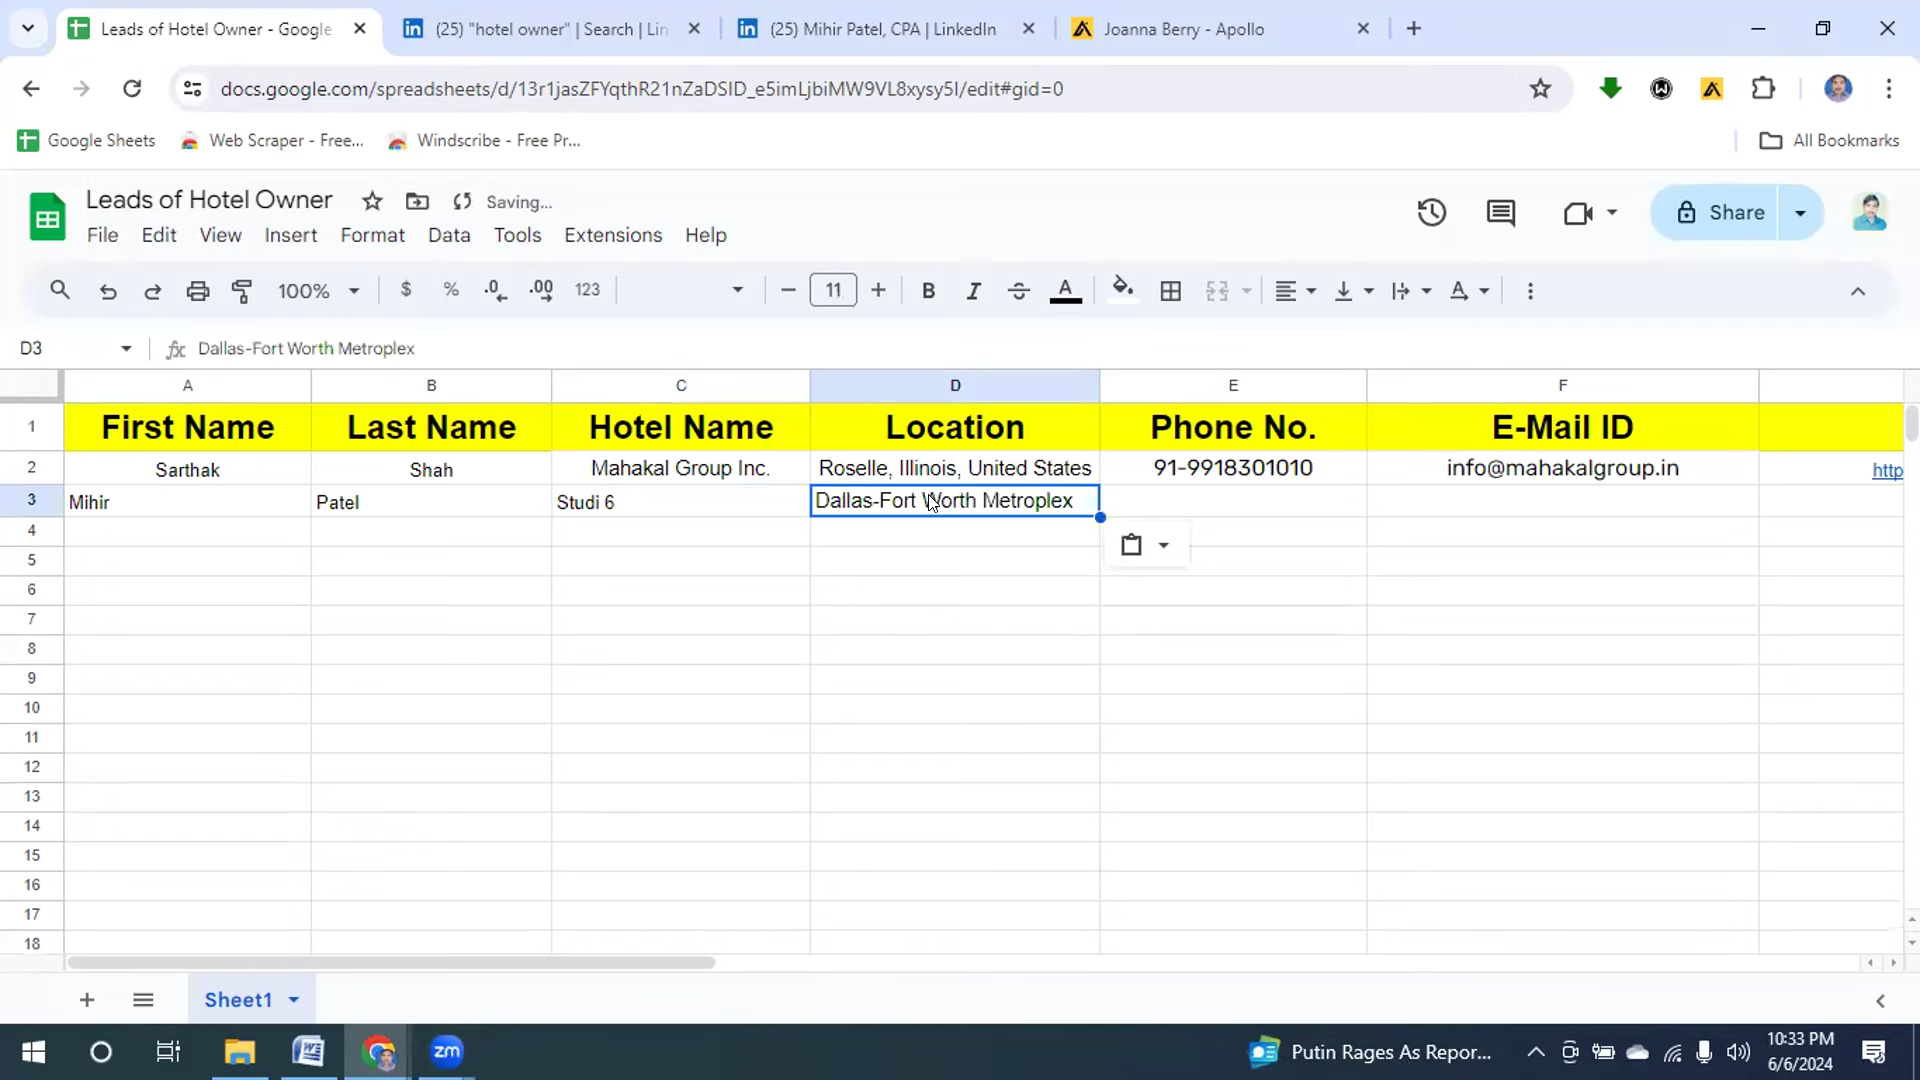 Leads of Hotel Owner - Google
(25) "hotel owner" | Search | Lin
(25) Mihir Patel, CPA | LinkedIn
Joanna Berry - Apollo
docs.google.com/spreadsheets/d/13r1jasZFYqthR21nZaDSID_e5imLjbiMW9VL8xysy5I/edit#gid=0
Google Sheets
Web Scraper - Free...
Windscribe - Free Pr...
All Bookmarks
Leads of Hotel Owner
Saving...
File Edit View Insert Format Data Tools Extensions Help
Share
100% $ % .0 .00 123 11 B I S A
D3 fx Dallas-Fort Worth Metroplex
A B C D E F
1 First Name Last Name Hotel Name Location Phone No. E-Mail ID
2 Sarthak Shah Mahakal Group Inc. Roselle, Illinois, United States 91-9918301010 info@mahakalgroup.in http
3 Mihir Patel Studi 6 Dallas-Fort Worth Metroplex
4
5
6
7
8
9
10
11
12
13
14
15
16
17
18
Sheet1
zm
Putin Rages As Repor...
10:33 PM
6/6/2024